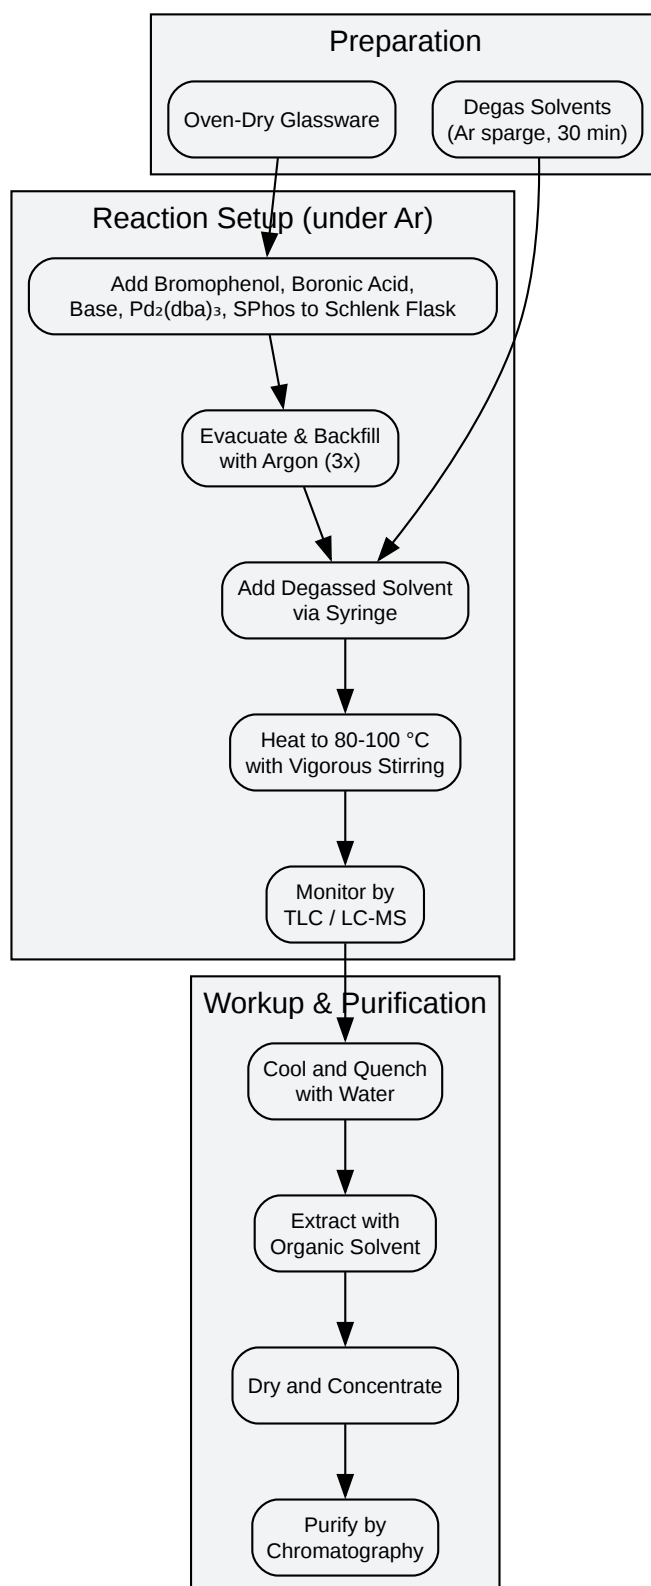 Preparation
Oven-Dry Glassware
Degas Solvents
(Ar sparge, 30 min)
Reaction Setup (under Ar)
Add Bromophenol, Boronic Acid,
Base, Pd₂(dba)₃, SPhos to Schlenk Flask
Evacuate & Backfill
with Argon (3x)
Add Degassed Solvent
via Syringe
Heat to 80-100 °C
with Vigorous Stirring
Monitor by
TLC / LC-MS
Workup & Purification
Cool and Quench
with Water
Extract with
Organic Solvent
Dry and Concentrate
Purify by
Chromatography